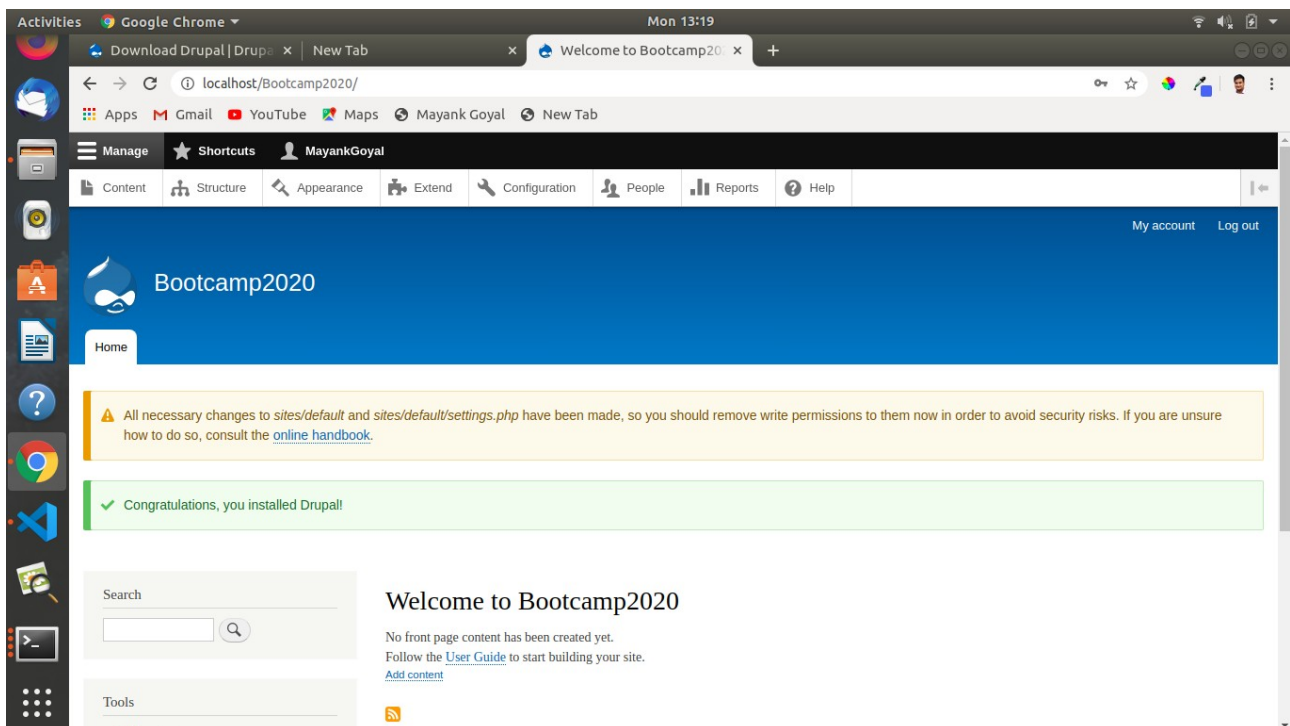 Activities Google Chrome Mon 13:19
Download Drupal | Drupa New Tab Welcome to Bootcamp20
localhost/Bootcamp2020/
Apps Gmail YouTube Maps Mayank Goyal New Tab
Manage Shortcuts MayankGoyal
Content Structure Appearance Extend Configuration People Reports Help
My account Log out
Bootcamp2020
Home
All necessary changes to sites/default and sites/default/settings.php have been made, so you should remove write permissions to them now in order to avoid security risks. If you are unsure
how to do so, consult the online handbook.
Congratulations, you installed Drupal!
Search
Welcome to Bootcamp2020
No front page content has been created yet.
Follow the User Guide to start building your site.
Add content
Tools